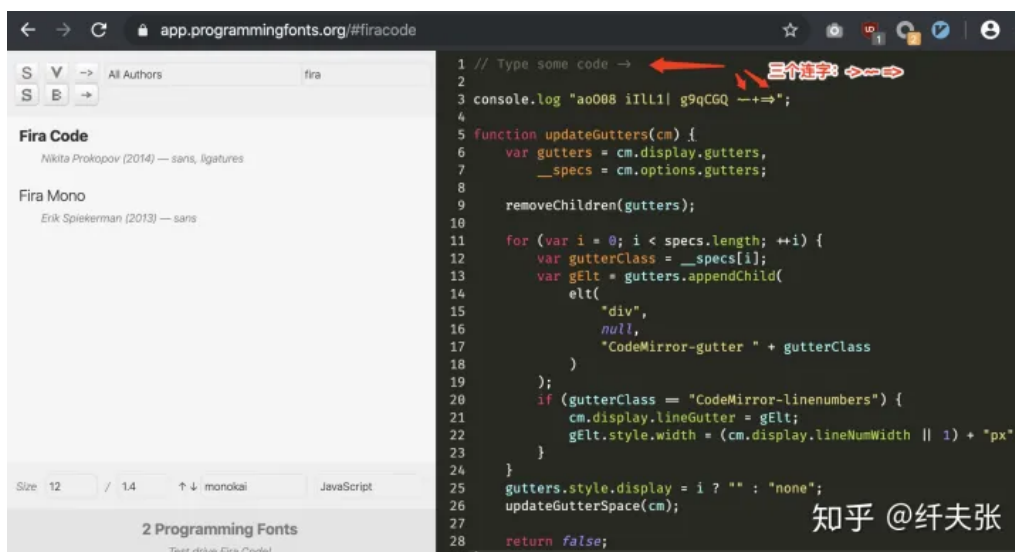 app.programmingfonts.org/#firacode
S V -> All Authors fira
S B →
Fira Code
Nikita Prokopov (2014) — sans, ligatures
Fira Mono
Erik Spiekerman (2013) — sans
Size 12 / 1.4 ↑↓ monokai JavaScript
2 Programming Fonts
Test drive Fira Code!
三个连字：-> ~~ =>
1 // Type some code ->
2
3 console.log "aoO08 iIlL1| g9qCGQ ~-+=>";
4
5 function updateGutters(cm) {
6 var gutters = cm.display.gutters,
7 __specs = cm.options.gutters;
8
9 removeChildren(gutters);
10
11 for (var i = 0; i < specs.length; ++i) {
12 var gutterClass = __specs[i];
13 var gElt = gutters.appendChild(
14 elt(
15 "div",
16 null,
17 "CodeMirror-gutter " + gutterClass
18 )
19 );
20 if (gutterClass == "CodeMirror-linenumbers") {
21 cm.display.lineGutter = gElt;
22 gElt.style.width = (cm.display.lineNumWidth || 1) + "px"
23 }
24 }
25 gutters.style.display = i ? "" : "none";
26 updateGutterSpace(cm);
27
28 return false;
知乎 @纤夫张